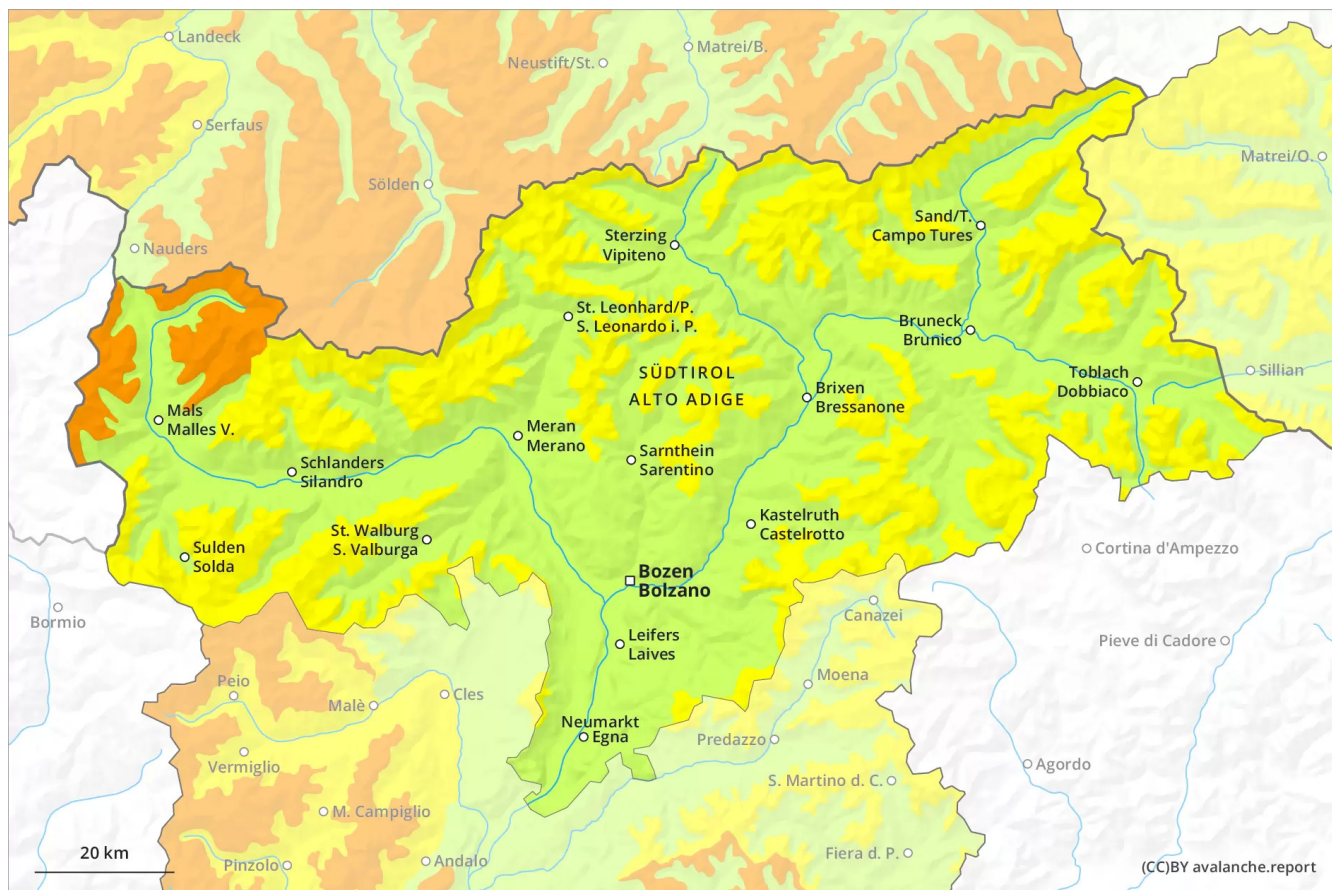 Landeck
Matrei/B.
Neustift/St.
Serfaus
Matrei/O.
Sölden
Sand/T.
Campo Tures
Sterzing
Vipiteno
Nauders
St. Leonhard/P.
S. Leonardo i. P.
Bruneck
Brunico
SÜDTIROL
ALTO ADIGE
Toblach
Dobbiaco
Sillian
Brixen
Bressanone
Mals
Malles V.
Meran
Merano
Sarnthein
Sarentino
Schlanders
Silandro
Kastelruth
Castelrotto
St. Walburg
S. Valburga
Sulden
Solda
Cortina d'Ampezzo
Bozen
Bolzano
Bormio
Canazei
Leifers
Laives
Pieve di Cadore
Moena
Peio
Cles
Malè
Neumarkt
Egna
Predazzo
Vermiglio
Agordo
S. Martino d. C.
M. Campiglio
20 km
Pinzolo
Andalo
Fiera d. P.
(CC)BY avalanche.report